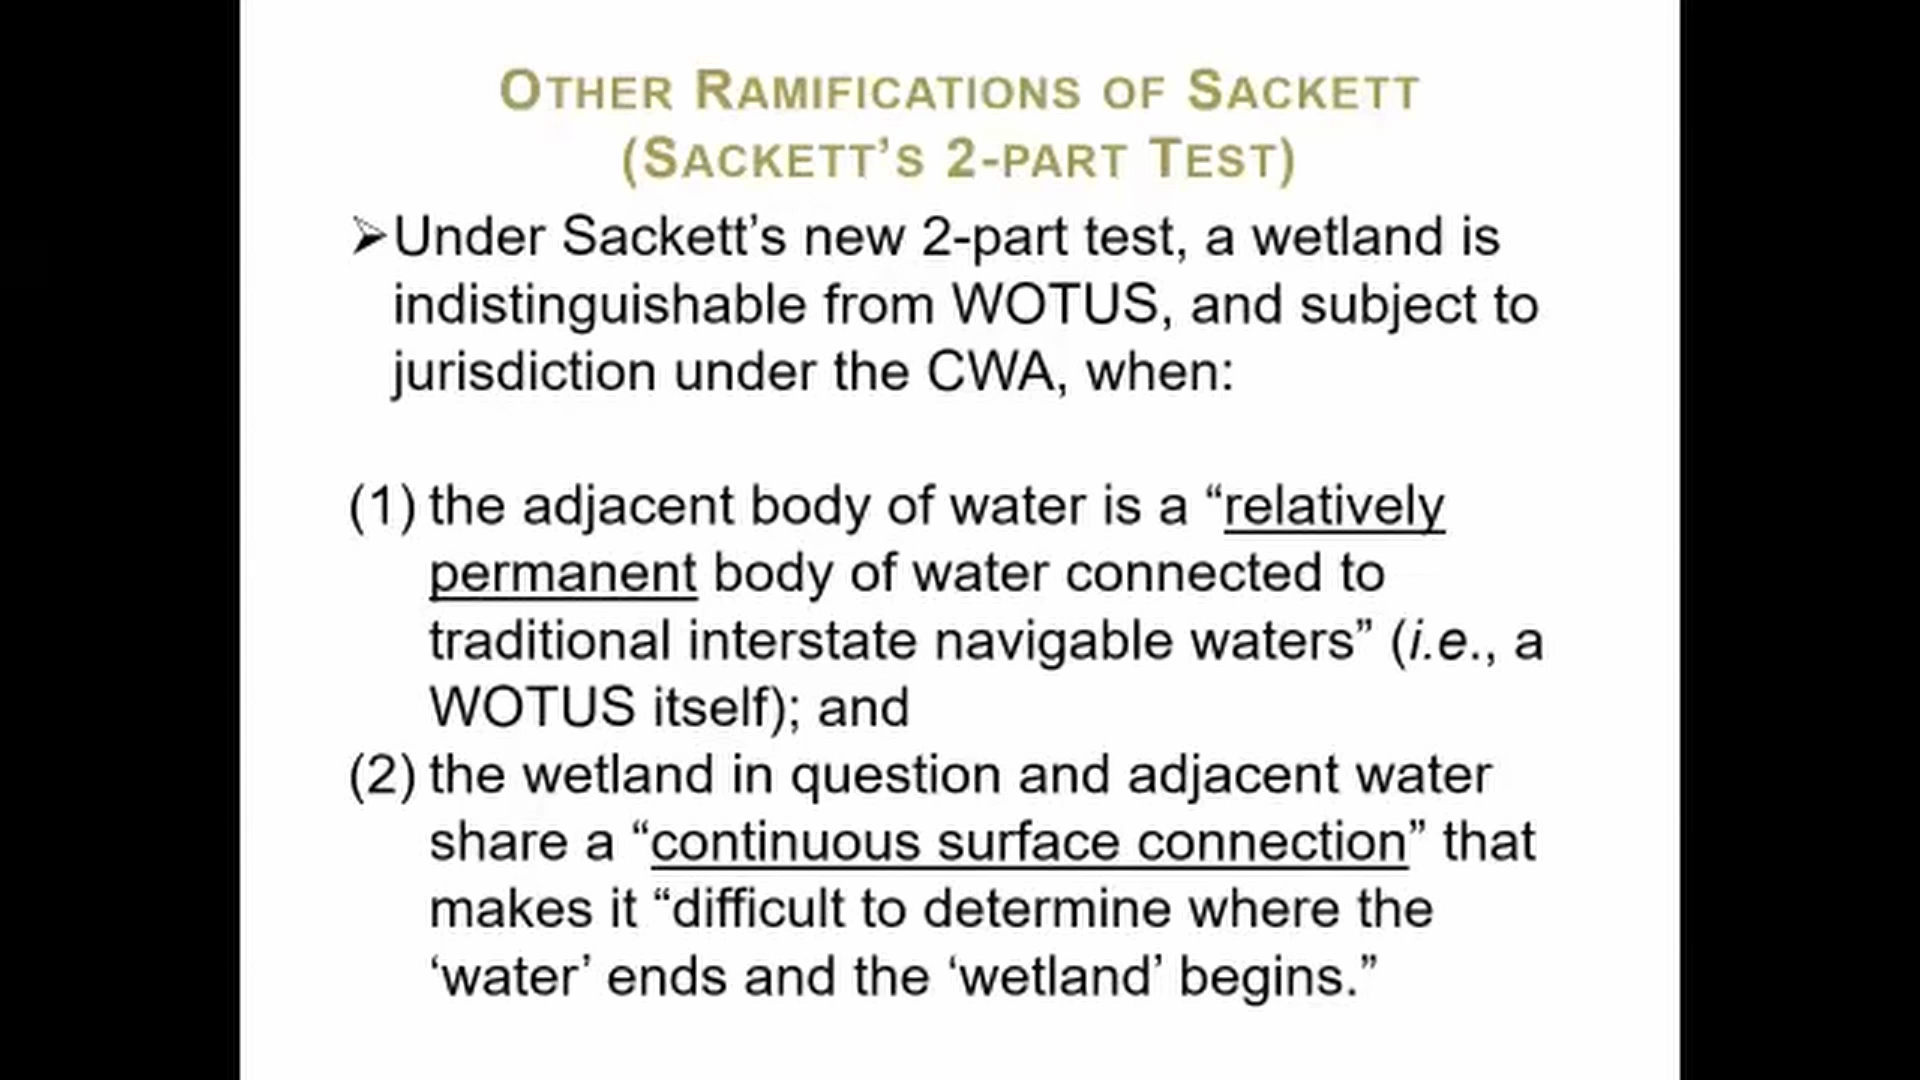 OTHER RAMIFICATIONS OF SACKETT
(SACKETT’S 2-PART TEST)
➢Under Sackett’s new 2-part test, a wetland is
indistinguishable from WOTUS, and subject to
jurisdiction under the CWA, when:
(1) the adjacent body of water is a “relatively
permanent body of water connected to
traditional interstate navigable waters” (i.e., a
WOTUS itself); and
(2) the wetland in question and adjacent water
share a “continuous surface connection” that
makes it “difficult to determine where the
‘water’ ends and the ‘wetland’ begins.”